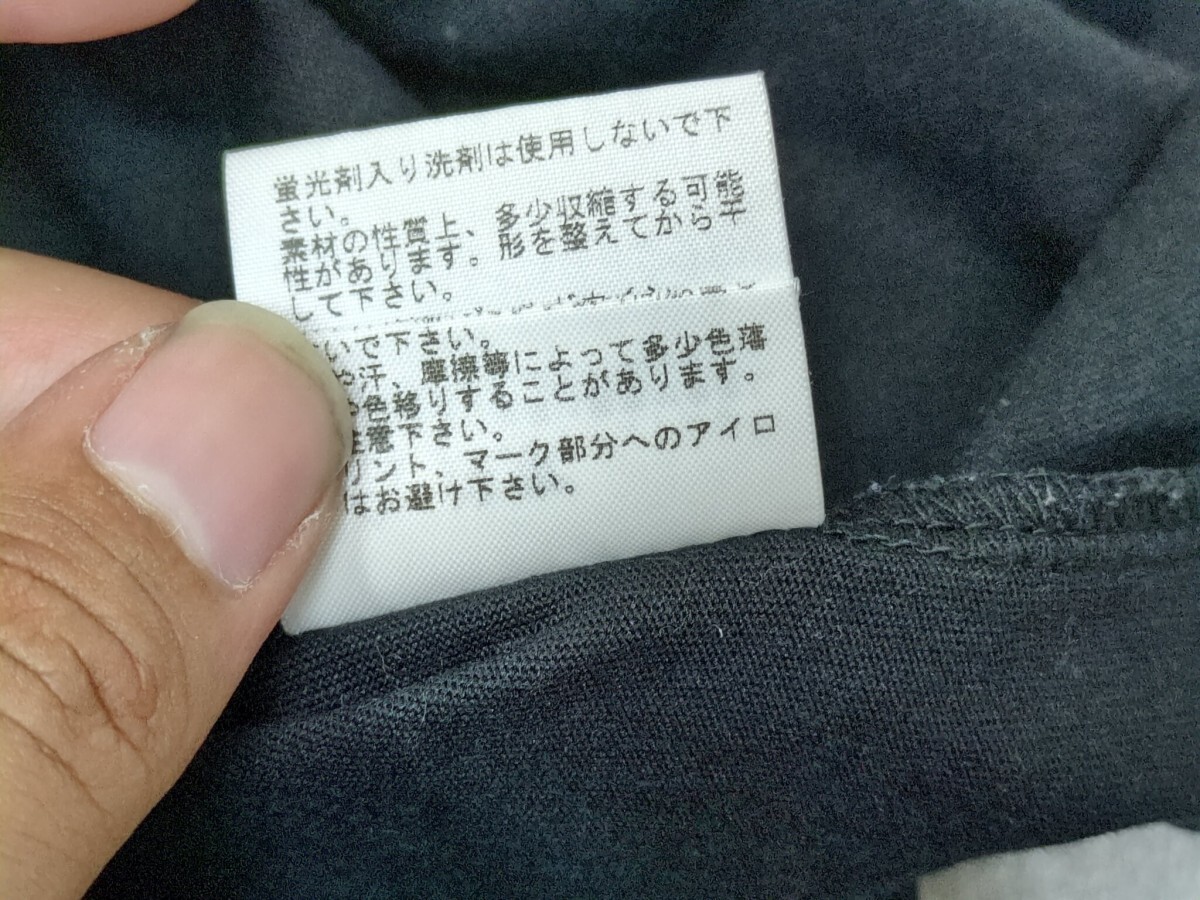 蛍光剤入り洗剤は使用しないで下
さい。
素材の性質上、多少収縮する可能
性があります。形を整えてから干
して下さい。
いで下さい。
や汗、摩擦等によって多少色落
色移りすることがあります。
注意下さい。
リント、マーク部分へのアイロ
はお避け下さい。